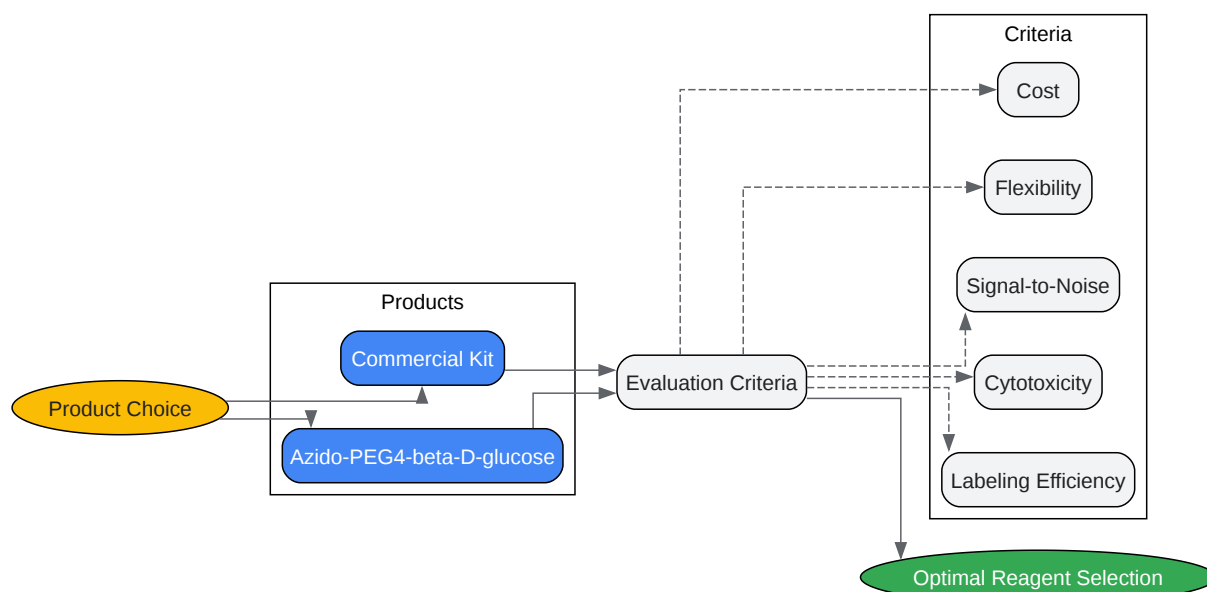 Product Choice
Products
Commercial Kit
Azido-PEG4-beta-D-glucose
Evaluation Criteria
Criteria
Cost
Flexibility
Signal-to-Noise
Cytotoxicity
Labeling Efficiency
Optimal Reagent Selection